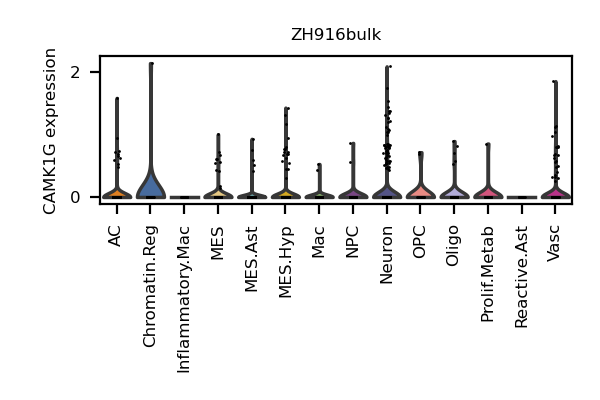 ZH916bulk
CAMK1G expression
2
0
AC
Chromatin.Reg
Inflammatory.Mac
MES
MES.Ast
MES.Hyp
Mac
NPC
Neuron
OPC
Oligo
Prolif.Metab
Reactive.Ast
Vasc